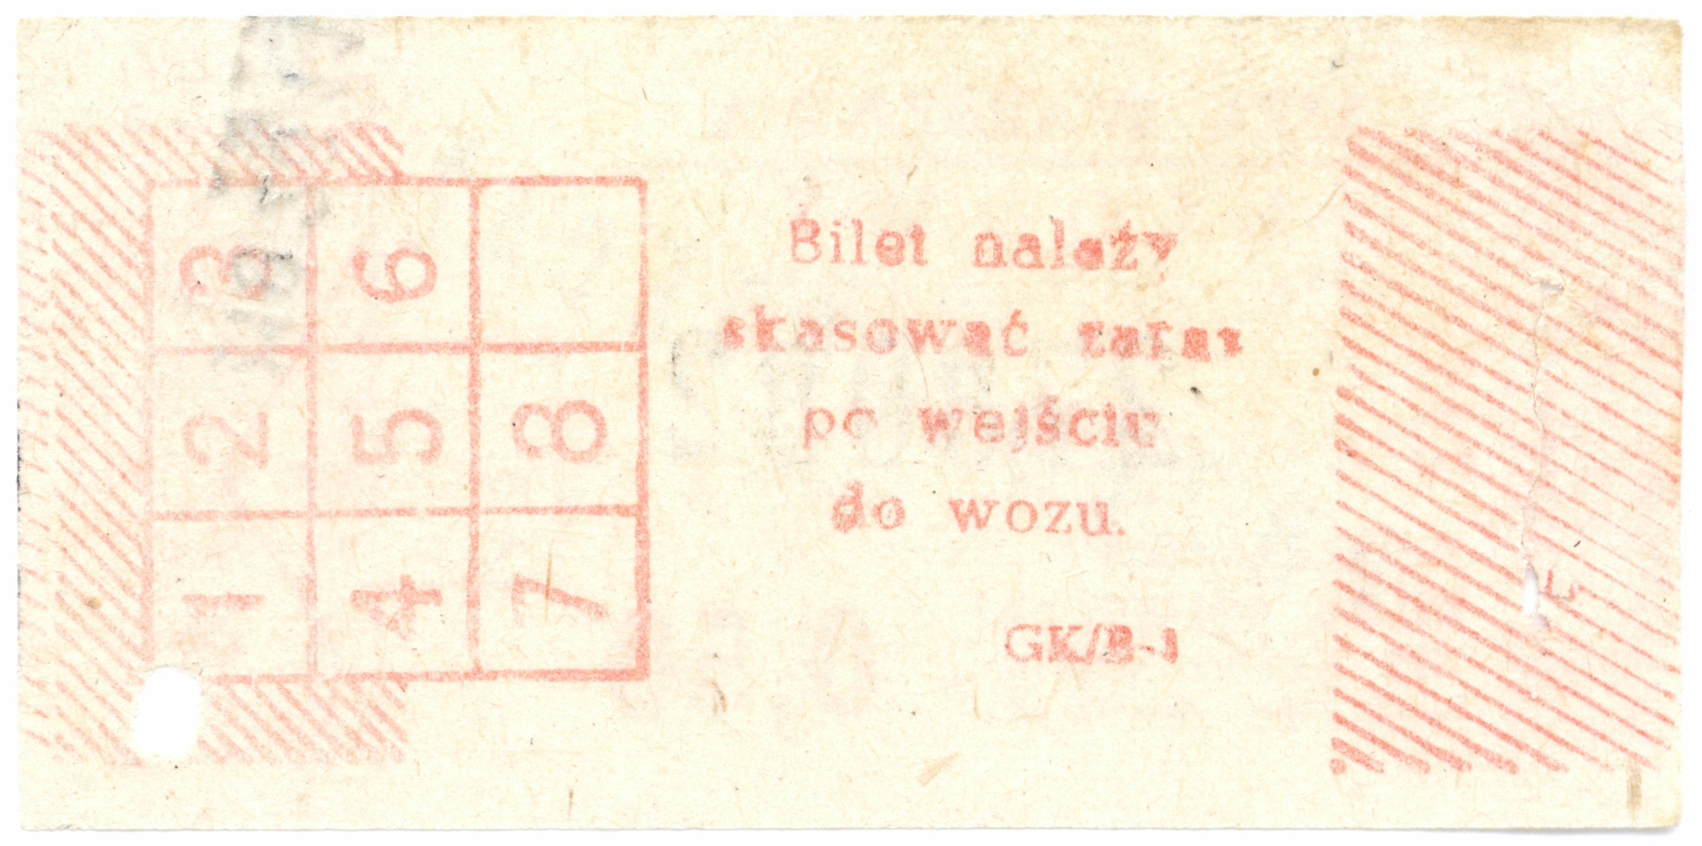 3 6
2 5 8
1 4 7
Bilet należy
skasować zaraz
po wejściu
do wozu.
GK/B-1